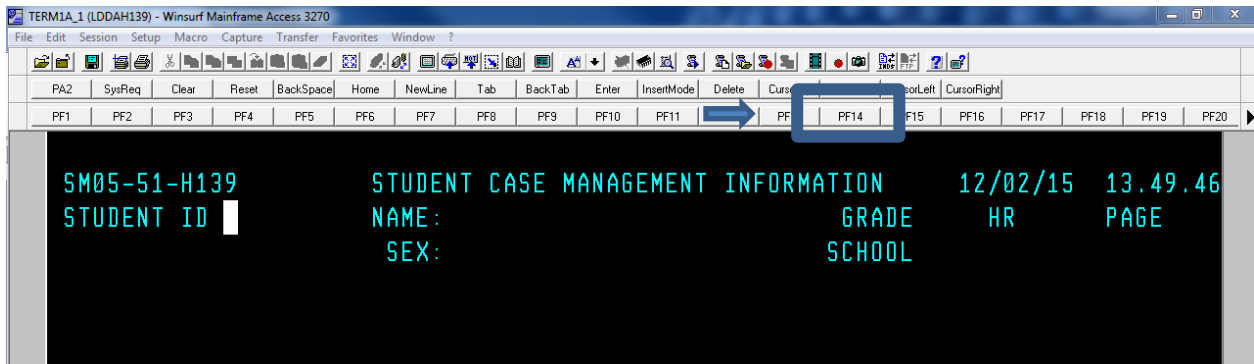 TERM1A_1 (LDDAH139) - Winsurf Mainframe Access 3270
File Edit Session Setup Macro Capture Transfer Favorites Window ?
PA2 SysReq Clear Reset BackSpace Home NewLine Tab BackTab Enter InsertMode Delete CursorRight
PF1 PF2 PF3 PF4 PF5 PF6 PF7 PF8 PF9 PF10 PF11 PF14 PF15 PF16 PF17 PF18 PF19 PF20
SM05-51-H139 STUDENT CASE MANAGEMENT INFORMATION 12/02/15 13.49.46
STUDENT ID NAME: GRADE HR PAGE
SEX: SCHOOL